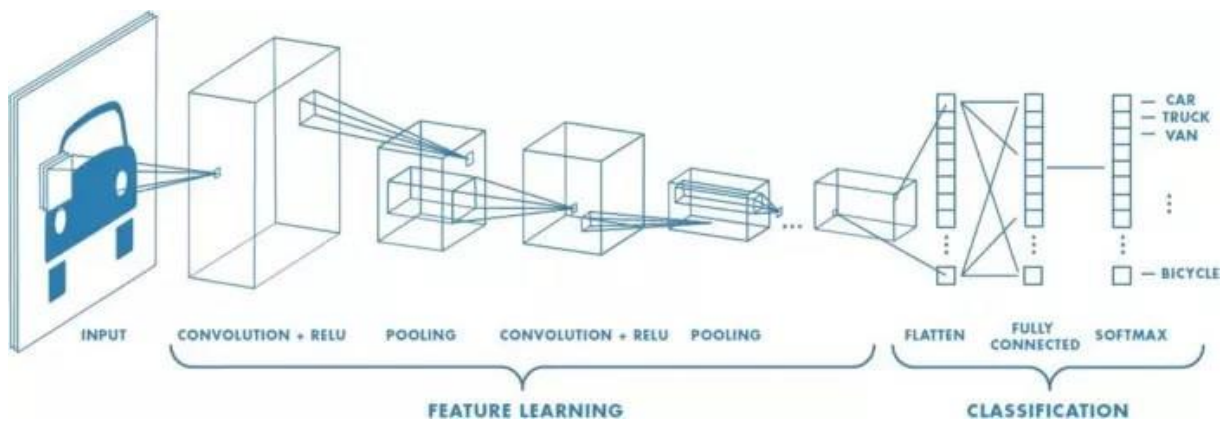 CAR
TRUCK
VAN
BICYCLE
INPUT
CONVOLUTION + RELU
POOLING
CONVOLUTION + RELU
POOLING
FLATTEN
FULLY
CONNECTED
SOFTMAX
FEATURE LEARNING
CLASSIFICATION